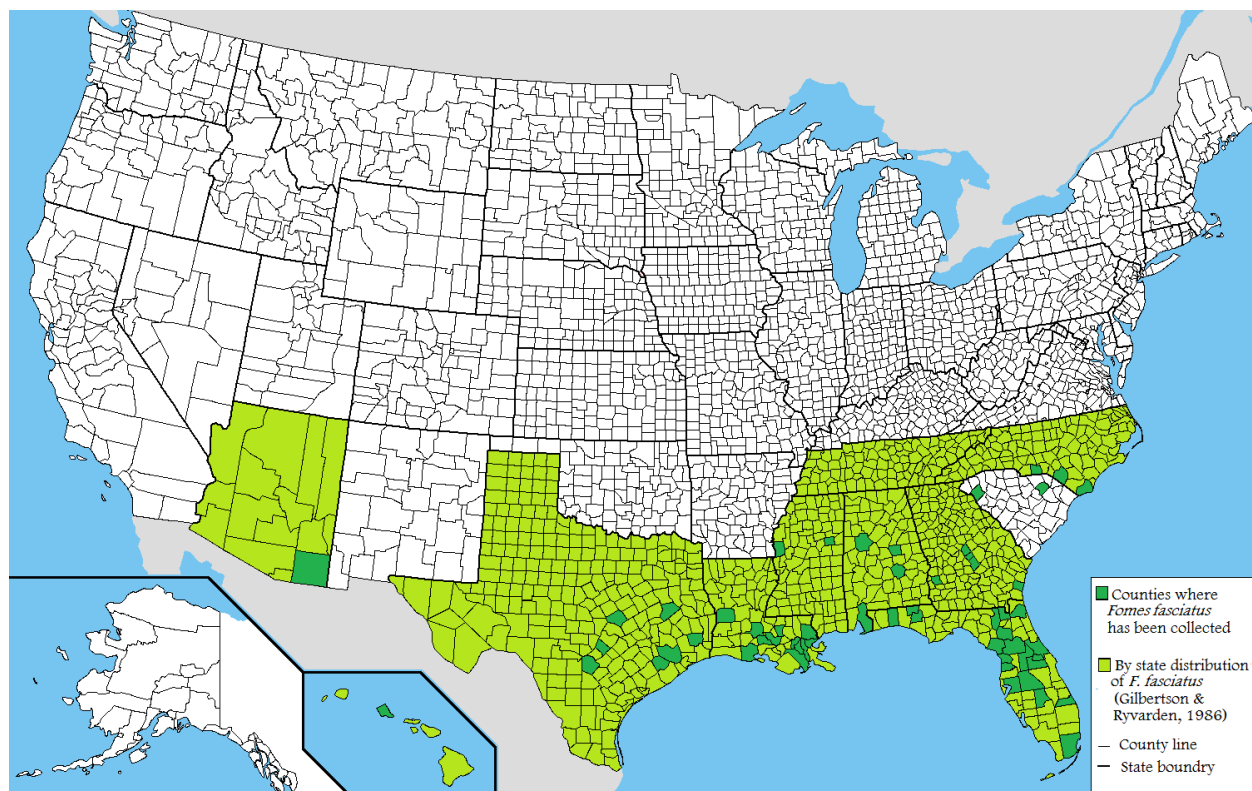 Counties where
Fomes fasciatus
has been collected
By state distribution
of F. fasciatus
(Gilbertson &
Ryvarden, 1986)
County line
State boundry